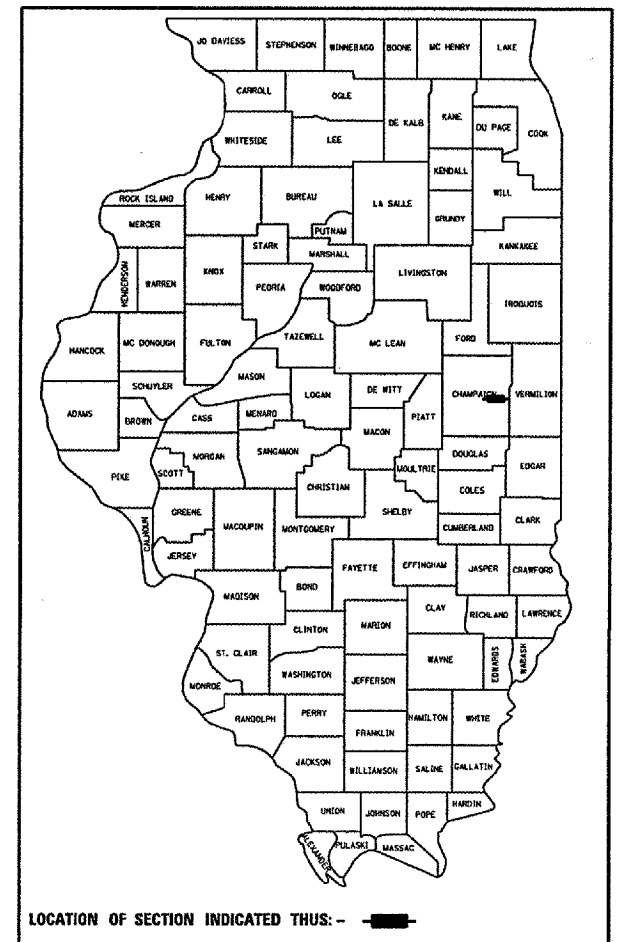 JO DAVIESS STEPHENSON WINNEBAGO BOONE MC HENRY LAKE
CARROLL OGLE
DE KALB KANE DU PAGE COOK
WHITESIDE LEE
KENDALL
ROCK ISLAND HENRY BUREAU LA SALLE WILL
MERCER PUTNAM GRUNDY
STARK MARSHALL KANKAKEE
HENDERSON WARREN KNOX PEORIA WOODFORD LIVINGSTON
IROQUOIS
HANCOCK MC DONOUGH FULTON TAZEWELL MC LEAN FORD
MASON
SCHUYLER LOGAN DE WITT CHAMPAIGN VERMILION
ADAMS BROWN CASS MENARD PIATT
MACON
MORGAN SANGAMON DOUGLAS EDGAR
PIKE SCOTT MOULTRIE
CHRISTIAN COLES
GREENE MACOUPIN MONTGOMERY SHELBY CUMBERLAND CLARK
CALHOUN
JERSEY FAYETTE EFFINGHAM JASPER CRAWFORD
MADISON BOND
CLINTON MARION CLAY RICHLAND LAWRENCE
ST. CLAIR WAYNE EDWARDS WABASH
WASHINGTON JEFFERSON
MONROE
RANDOLPH PERRY HAMILTON WHITE
FRANKLIN
JACKSON WILLIAMSON SALINE GALLATIN
UNION JOHNSON POPE HARDIN
ALEXANDER PULASKI MASSAC
LOCATION OF SECTION INDICATED THUS: -